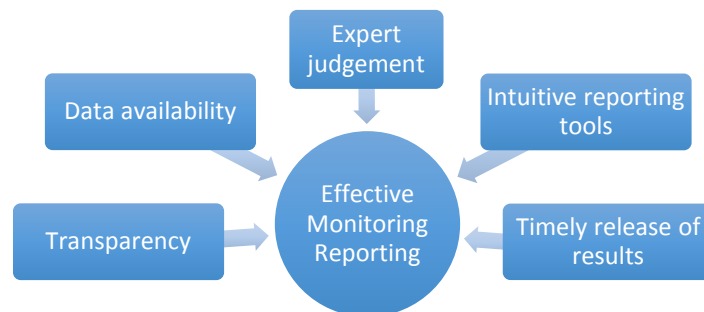 Expert
judgement
Data availability
Intuitive reporting
tools
Effective
Monitoring
Reporting
Transparency
Timely release of
results